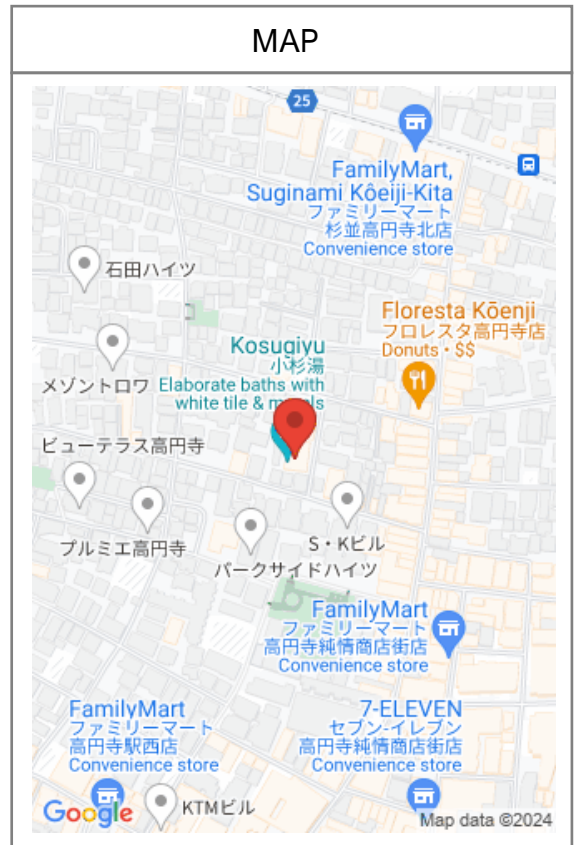 MAP
25
FamilyMart,
Suginami Kôeiji-Kita
ファミリーマート
杉並高円寺北店
Convenience store
石田ハイツ
Floresta Kōenji
フロレスタ高円寺店
Donuts • $$
Kosugiyu
小杉湯
Elaborate baths with
white tile & m
ls
メゾントロワ
ビューテラス高円寺
プルミエ高円寺
S・Kビル
パークサイドハイツ
FamilyMart
ファミリーマート
高円寺純情商店街店
Convenience store
FamilyMart
ファミリーマート
高円寺駅西店
Convenience store
7-ELEVEN
セブン-イレブン
高円寺純情商店街店
Convenience store
KTMビル
Google
Map data ©2024